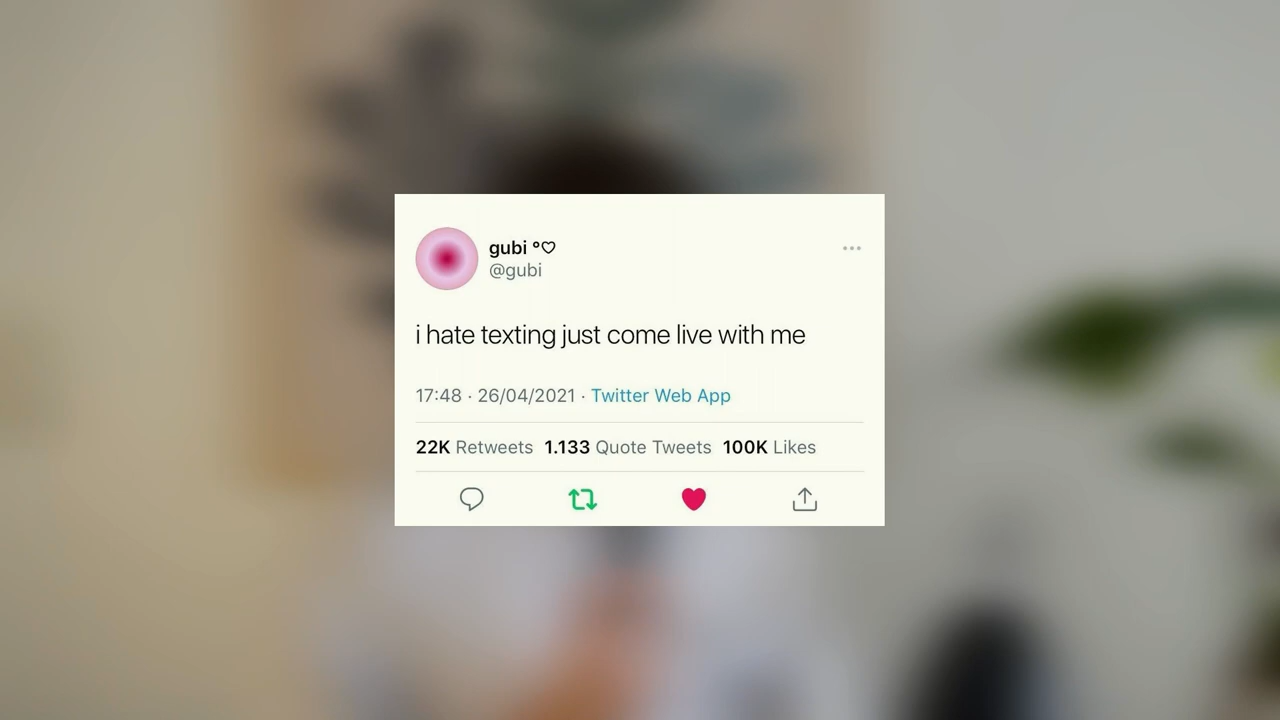 gubi °♡
@gubi
i hate texting just come live with me
17:48 · 26/04/2021 · Twitter Web App
22K Retweets 1.133 Quote Tweets 100K Likes